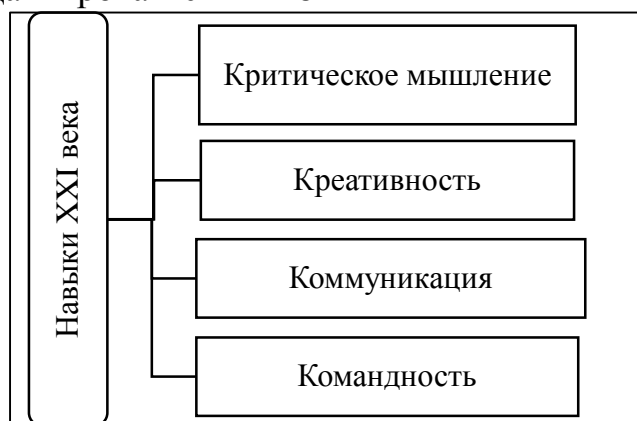 Навыки XXI века
Критическое мышление
Креативность
Коммуникация
Командность